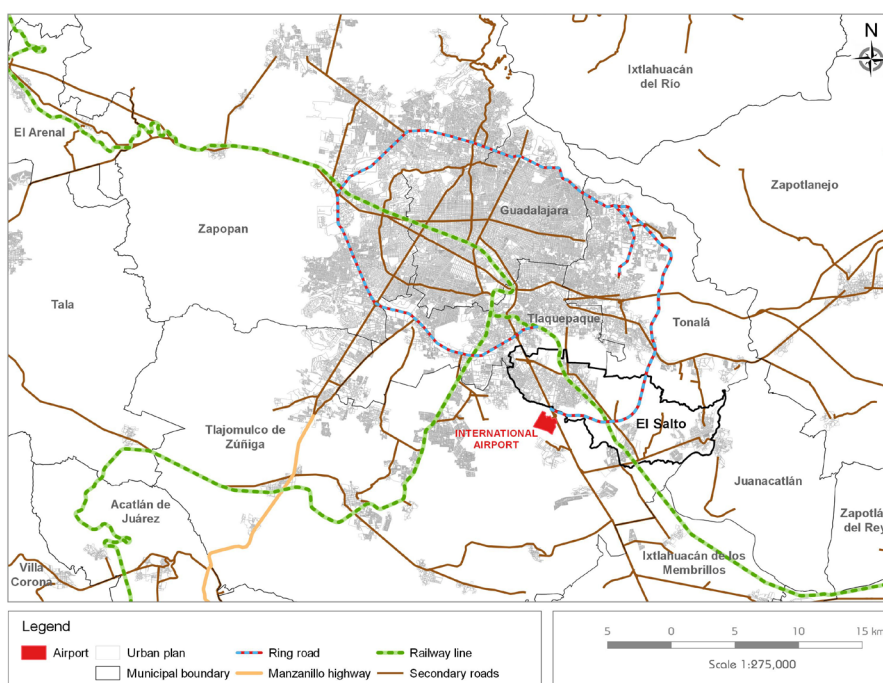 N
Ixtlahuacán
del Río
El Arenal
Zapotlanejo
Guadalajara
Zapopan
Tala
Tlaquepaque
Tonalá
INTERNATIONAL
AIRPORT
El Salto
Tlajomulco de
Zúñiga
Juanacatlán
Acatlán de
Juárez
Zapotlá
del Rey
Ixtlahuacán de los
Membrillos
Villa
Corona
Legend
Airport
Urban plan
Ring road
Railway line
Municipal boundary
Manzanillo highway
Secondary roads
5 0 5 10 15 km
Scale 1:275,000